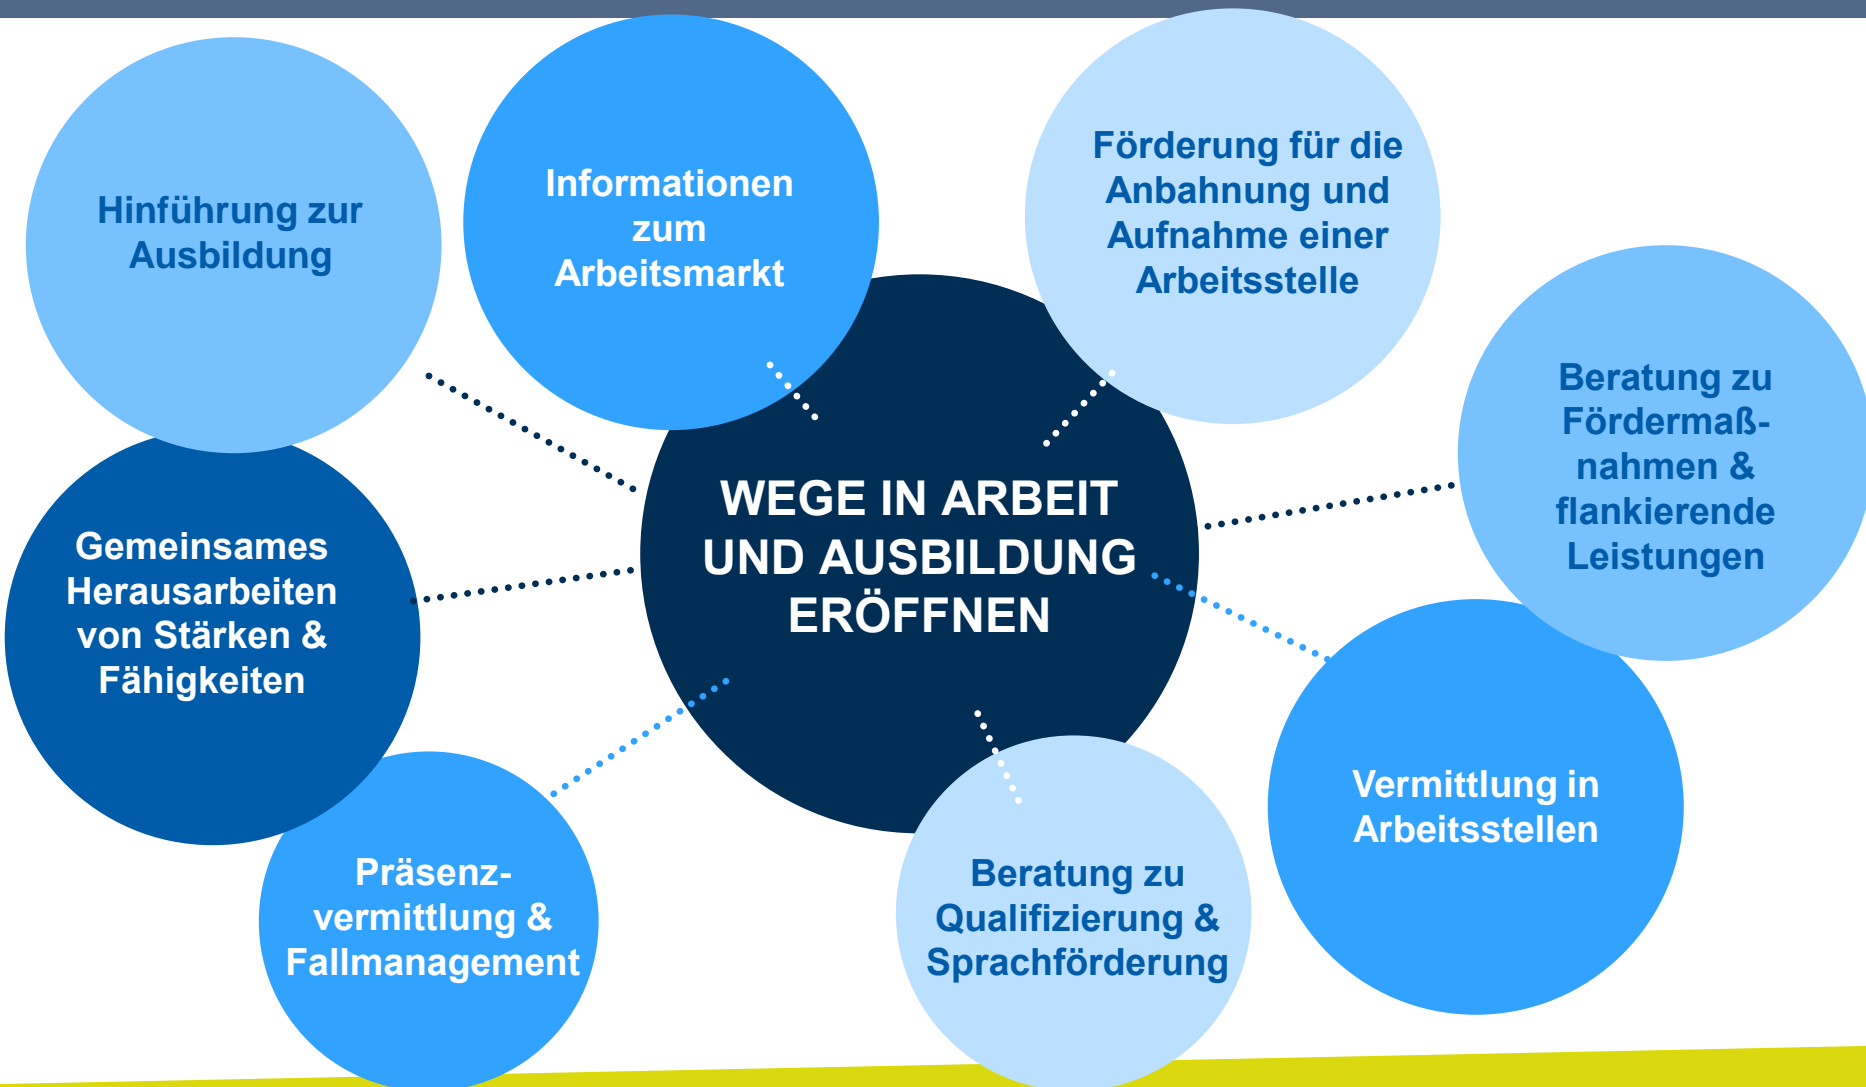 Hinführung zur
Ausbildung
Informationen
zum
Arbeitsmarkt
Förderung für die
Anbahnung und
Aufnahme einer
Arbeitsstelle
Beratung zu
Fördermaß-
nahmen &
flankierende
Leistungen
WEGE IN ARBEIT
UND AUSBILDUNG
ERÖFFNEN
Gemeinsames
Herausarbeiten
von Stärken &
Fähigkeiten
Vermittlung in
Arbeitsstellen
Präsenz-
vermittlung &
Fallmanagement
Beratung zu
Qualifizierung &
Sprachförderung